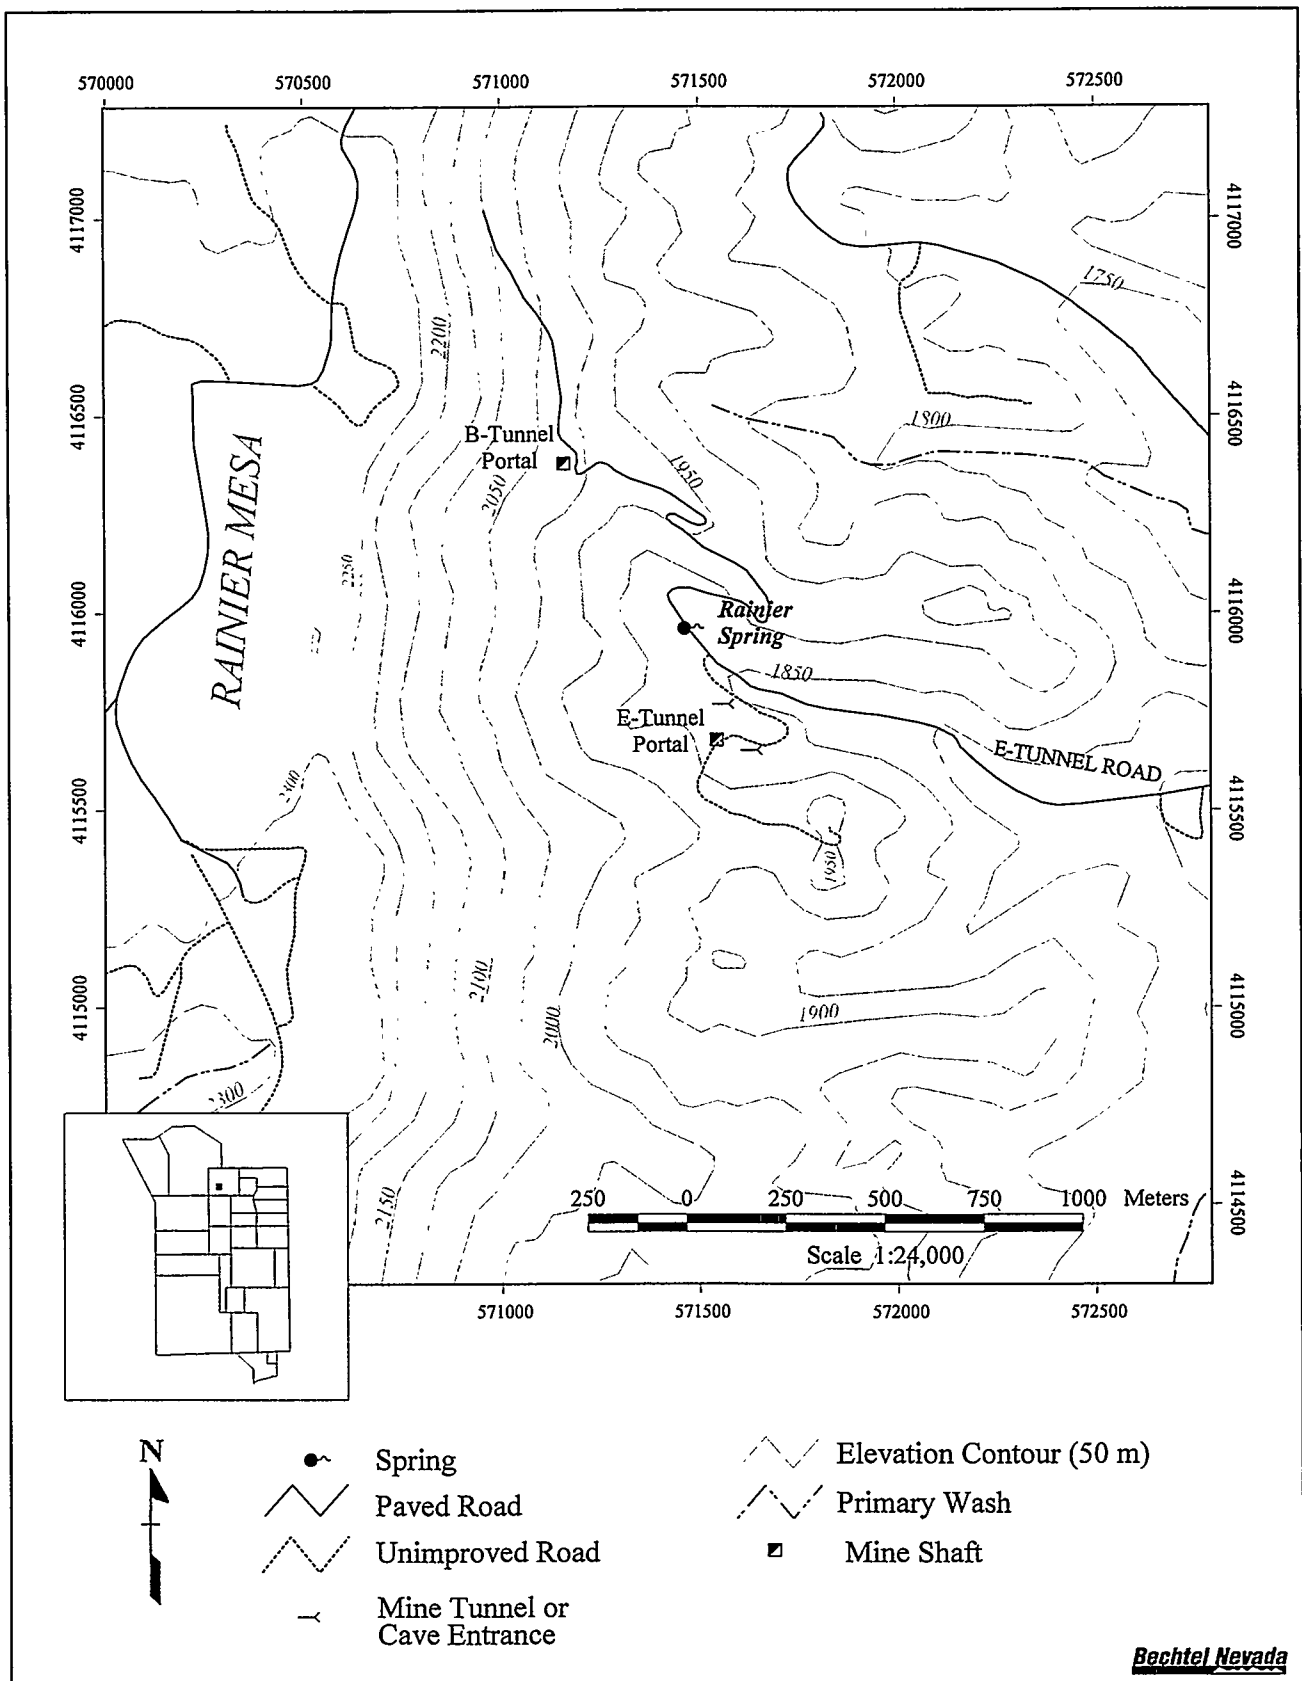 570000 570500 571000 571500 572000 572500
4117000
4117000
1750
2200
4116500
4116500
1800
B-Tunnel
Portal
1950
2050
RAINIER MESA
2250
4116000
4116000
Rainier
Spring
1850
E-Tunnel
Portal
E-TUNNEL ROAD
2300
4115500
4115500
1950
2100
4115000
4115000
1900
2000
2300
2150
4114500
250 0 250 500 750 1000 Meters
Scale 1:24,000
571000 571500 572000 572500
N
Spring
Paved Road
Unimproved Road
Mine Tunnel or
Cave Entrance
Elevation Contour (50 m)
Primary Wash
Mine Shaft
Bechtel Nevada